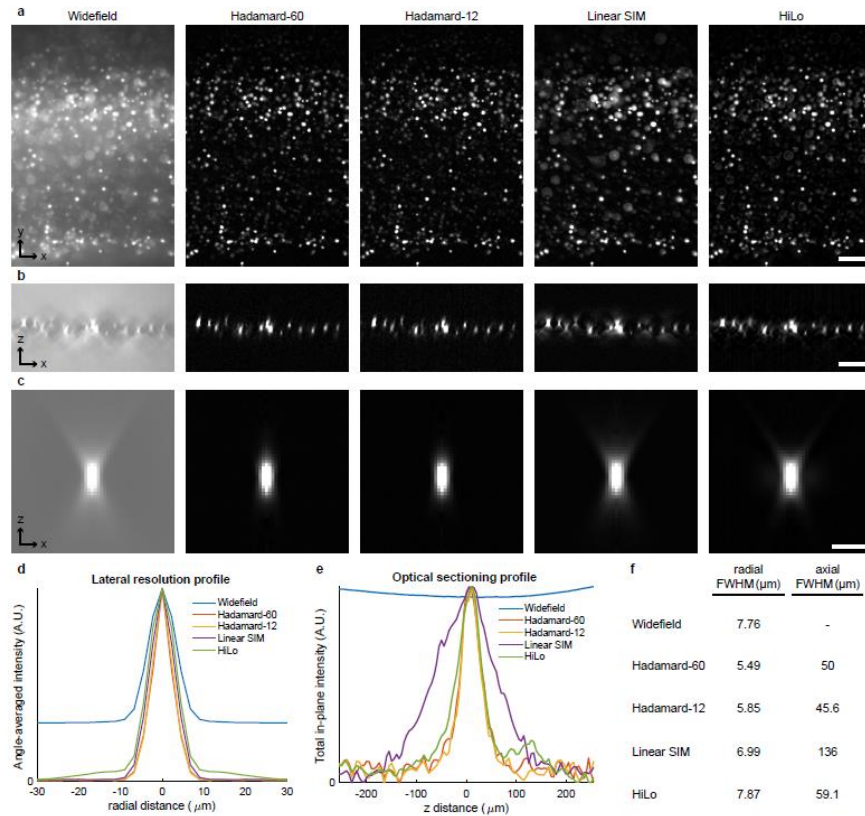 a
Widefield Hadamard-60 Hadamard-12 Linear SIM HiLo
y
x
b
z
x
c
z
x
d
Lateral resolution profile
Angle-averaged intensity (A.U.)
Widefield
Hadamard-60
Hadamard-12
Linear SIM
HiLo
0
-30 -20 -10 0 10 20 30
radial distance ( μm)
e
Optical sectioning profile
Total in-plane intensity (A.U.)
Widefield
Hadamard-60
Hadamard-12
Linear SIM
HiLo
0
-200 -100 0 100 200
z distance ( μm)
f
radial axial
FWHM (μm) FWHM (μm)
Widefield 7.76 -
Hadamard-60 5.49 50
Hadamard-12 5.85 45.6
Linear SIM 6.99 136
HiLo 7.87 59.1